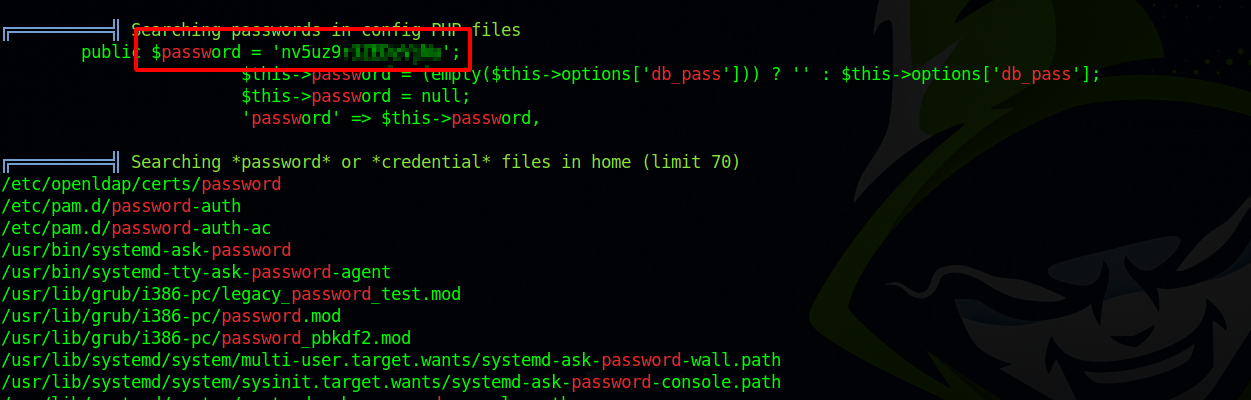 Searching passwords in config PHP files
public $password = 'nv5uz9';
$this->password = (empty($this->options['db_pass'])) ? '' : $this->options['db_pass'];
$this->password = null;
'password' => $this->password,
Searching *password* or *credential* files in home (limit 70)
/etc/openldap/certs/password
/etc/pam.d/password-auth
/etc/pam.d/password-auth-ac
/usr/bin/systemd-ask-password
/usr/bin/systemd-tty-ask-password-agent
/usr/lib/grub/i386-pc/legacy_password_test.mod
/usr/lib/grub/i386-pc/password.mod
/usr/lib/grub/i386-pc/password_pbkdf2.mod
/usr/lib/systemd/system/multi-user.target.wants/systemd-ask-password-wall.path
/usr/lib/systemd/system/sysinit.target.wants/systemd-ask-password-console.path